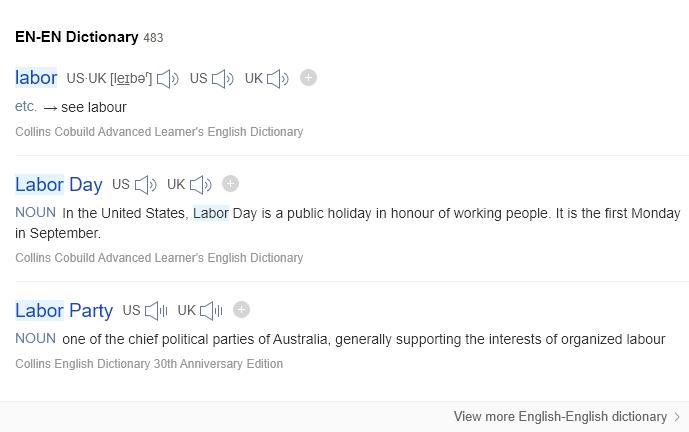 EN-EN Dictionary 483
labor US·UK [leɪbəʳ] US UK
etc. → see labour
Collins Cobuild Advanced Learner's English Dictionary
Labor Day US UK
NOUN In the United States, Labor Day is a public holiday in honour of working people. It is the first Monday
in September.
Collins Cobuild Advanced Learner's English Dictionary
Labor Party US UK
NOUN one of the chief political parties of Australia, generally supporting the interests of organized labour
Collins English Dictionary 30th Anniversary Edition
View more English-English dictionary >